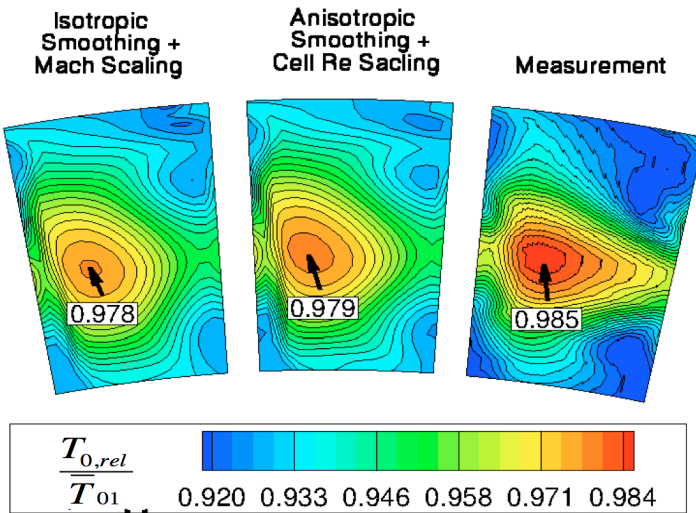 Isotropic
Smoothing +
Mach Scaling
Anisotropic
Smoothing +
Cell Re Sacling
Measurement
0.978
0.979
0.985
T0,rel
T01
0.920 0.933 0.946 0.958 0.971 0.984